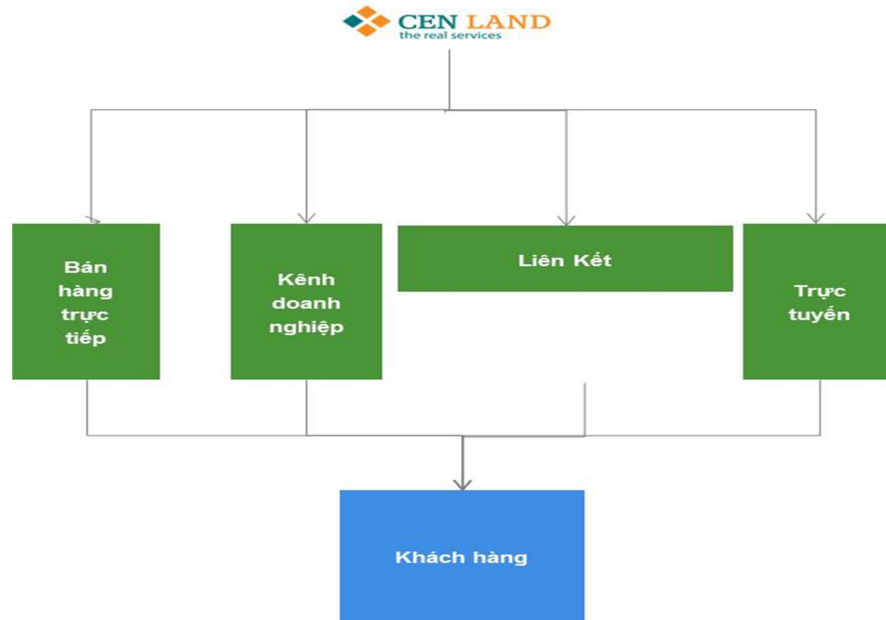 CEN LAND
the real services
Bán
hàng
trực
tiếp
Kênh
doanh
nghiệp
Liên Kết
Trực
tuyến
Khách hàng